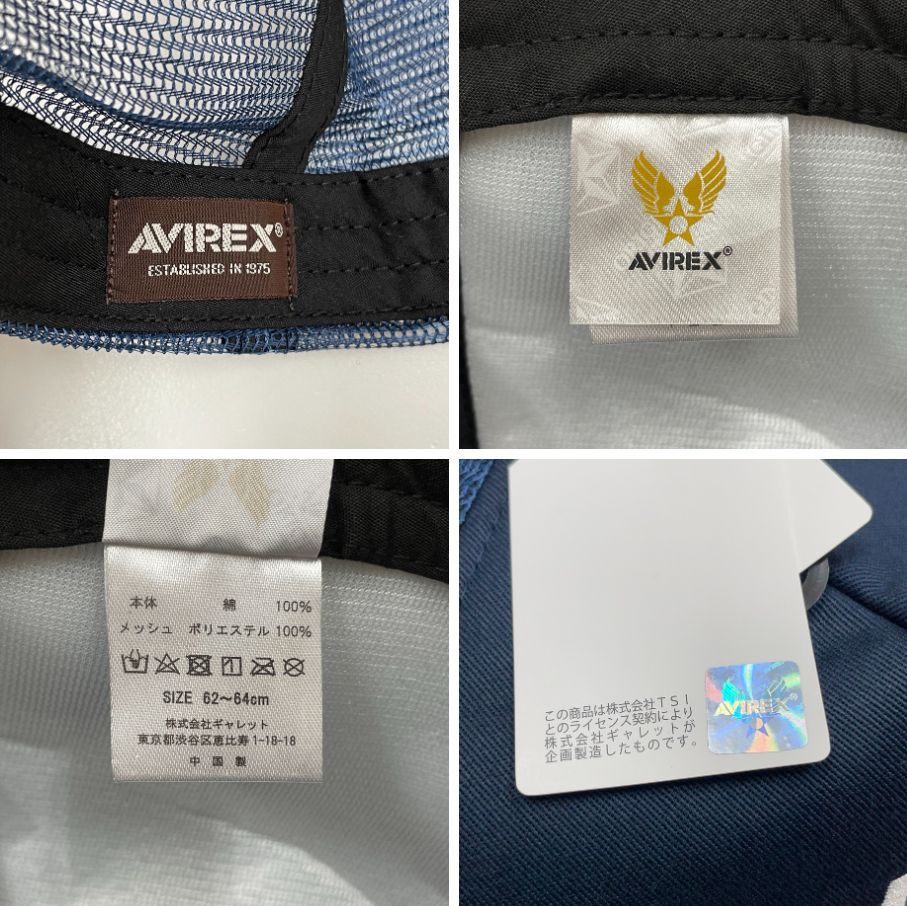 AVIREX®
ESTABLISHED IN 1975
AVIREX®
本体 綿 100%
メッシュ ポリエステル 100%
SIZE 62～64cm
株式会社ギャレット
東京都渋谷区恵比寿1-18-18
中国製
この商品は株式会社TSI
とのライセンス契約により
株式会社ギャレットが
企画製造したものです。
AVIREX